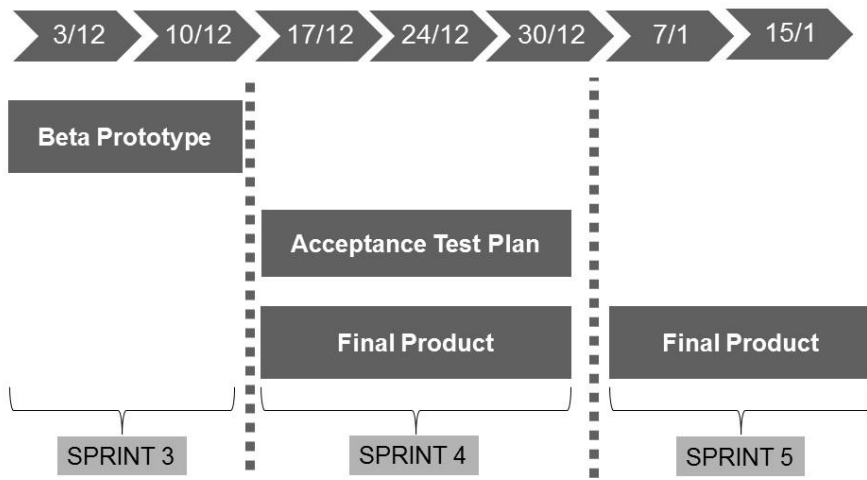 3/12 10/12 17/12 24/12 30/12 7/1 15/1
Beta Prototype
Acceptance Test Plan
Final Product Final Product
SPRINT 3 SPRINT 4 SPRINT 5